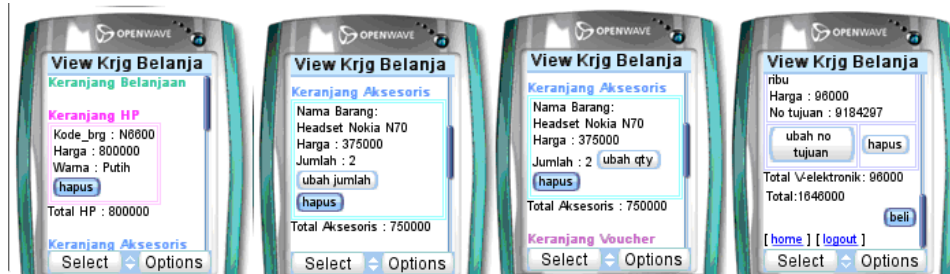 OPENWAVE
View Krjg Belanja
Keranjang Belanjaan
Keranjang HP
Kode_brg : N6600
Harga : 800000
Warna : Putih
hapus
Total HP : 800000
Keranjang Aksesoris
Select Options
OPENWAVE
View Krjg Belanja
Keranjang Aksesoris
Nama Barang:
Headset Nokia N70
Harga : 375000
Jumlah : 2
ubah jumlah
hapus
Total Aksesoris : 750000
Select Options
OPENWAVE
View Krjg Belanja
Keranjang Aksesoris
Nama Barang:
Headset Nokia N70
Harga : 375000
Jumlah : 2 ubah qty
hapus
Total Aksesoris : 750000
Keranjang Voucher
Select Options
OPENWAVE
View Krjg Belanja
ribu
Harga : 96000
No tujuan : 9184297
ubah no
tujuan
hapus
Total V-elektronik: 96000
Total:1646000
beli
[ home ] [ logout ]
Select Options